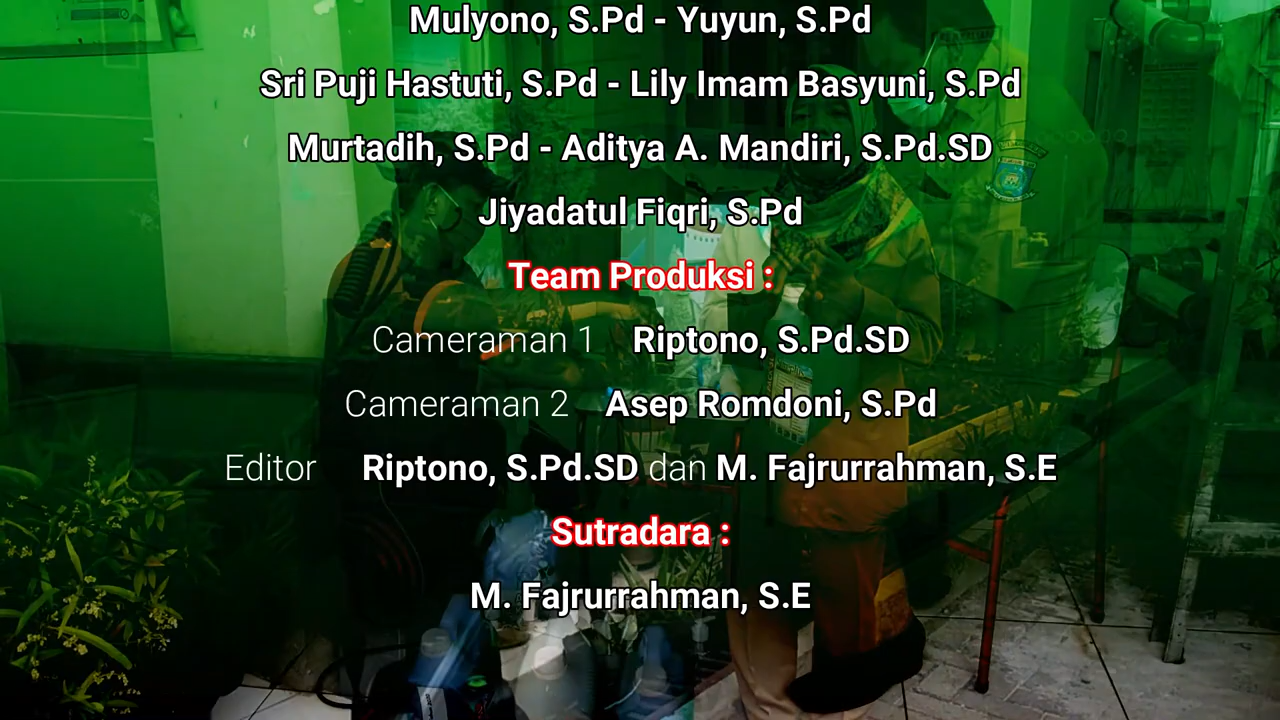 Mulyono, S.Pd - Yuyun, S.Pd
Sri Puji Hastuti, S.Pd - Lily Imam Basyuni, S.Pd
Murtadih, S.Pd - Aditya A. Mandiri, S.Pd.SD
Jiyadatul Fiqri, S.Pd
Team Produksi :
Cameraman 1 Riptono, S.Pd.SD
Cameraman 2 Asep Romdoni, S.Pd
Editor Riptono, S.Pd.SD dan M. Fajrurrahman, S.E
Sutradara :
M. Fajrurrahman, S.E